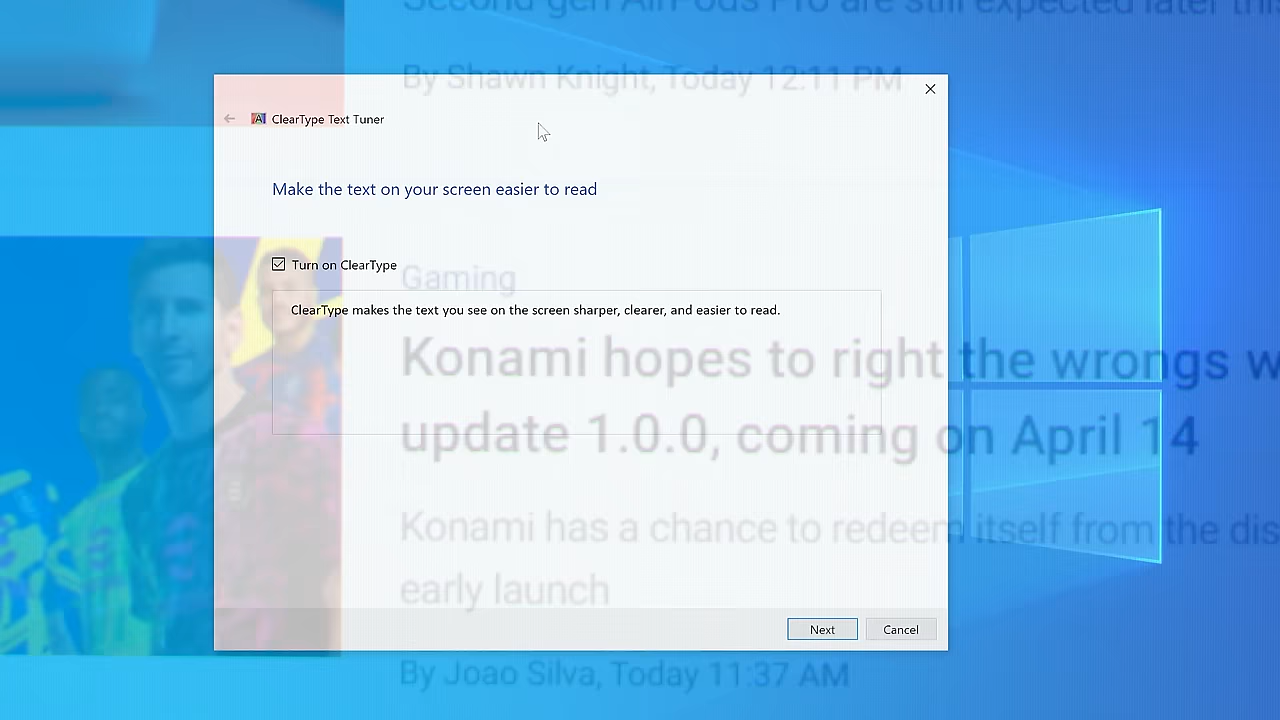 Second-gen AirPods Pro are still expected later this
By Shawn Knight, Today 12:11 PM
ClearType Text Tuner
Make the text on your screen easier to read
Turn on ClearType
Gaming
ClearType makes the text you see on the screen sharper, clearer, and easier to read.
Konami hopes to right the wrongs w
update 1.0.0, coming on April 14
Konami has a chance to redeem itself from the dis
early launch
Next
Cancel
By Joao Silva, Today 11:37 AM